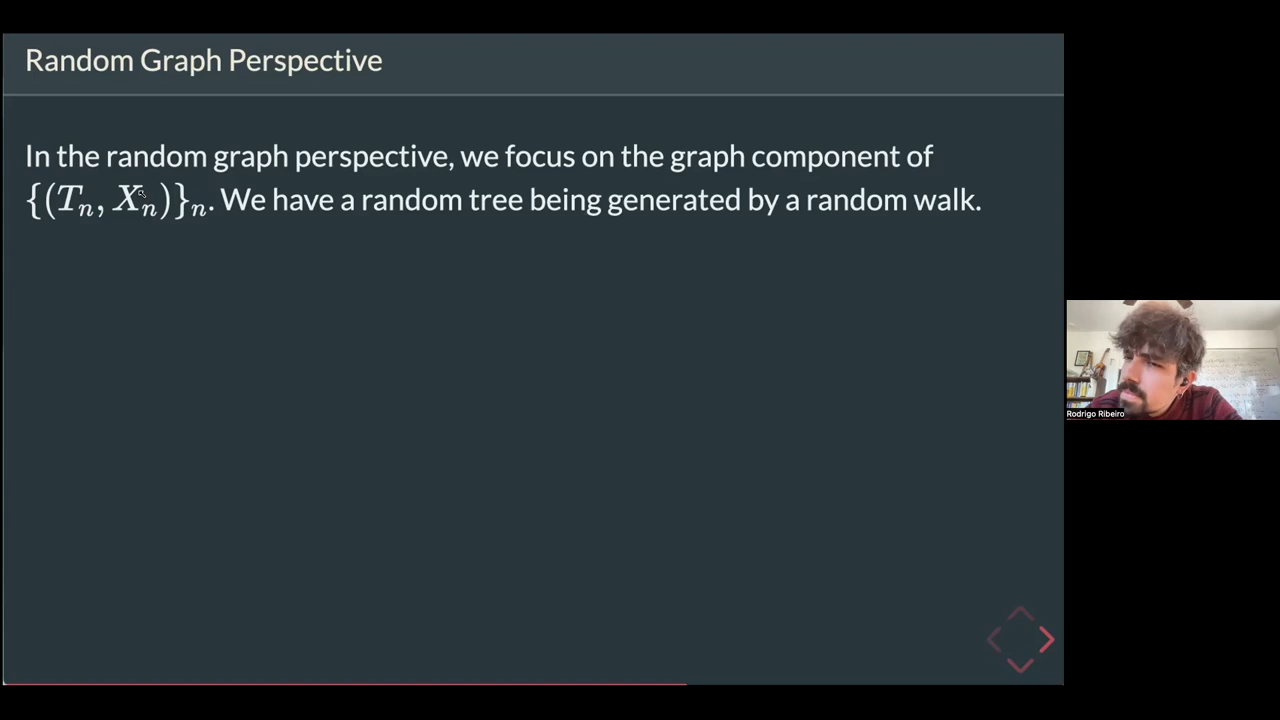 Random Graph Perspective
In the random graph perspective, we focus on the graph component of
{(Tₙ, Xₙ)}ₙ. We have a random tree being generated by a random walk.
Rodrigo Ribeiro